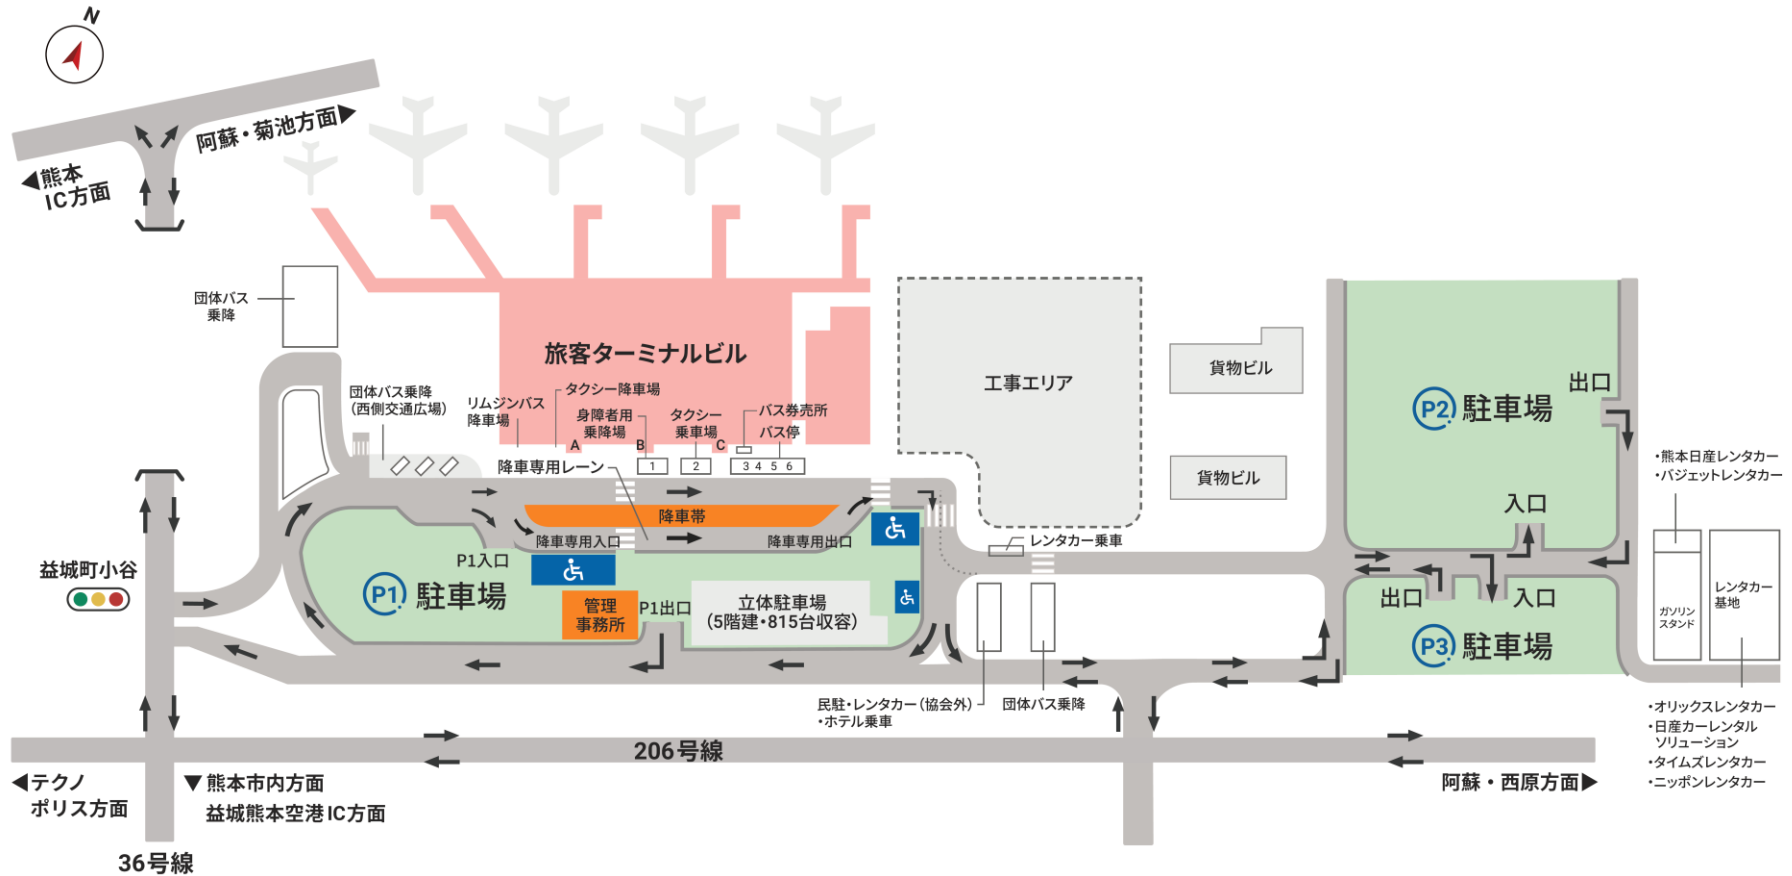 N
阿蘇・菊池方面▶
◀熊本
IC方面
団体バス
乗降
旅客ターミナルビル
工事エリア
貨物ビル
貨物ビル
団体バス乗降
（西側交通広場）
リムジンバス
降車場
タクシー降車場
身障者用
乗降場
タクシー
乗車場
バス券売所
バス停
A
B
C
1
2
3 4 5 6
降車専用レーン
降車帯
降車専用入口
降車専用出口
P1入口
P1 駐車場
管理
事務所
P1出口
立体駐車場
（5階建・815台収容）
レンタカー乗車
民駐・レンタカー（協会外）
・ホテル乗車
団体バス乗降
P2 駐車場
出口
入口
出口
入口
P3 駐車場
・熊本日産レンタカー
・バジェットレンタカー
ガソリン
スタンド
レンタカー
基地
・オリックスレンタカー
・日産カーレンタル
ソリューション
・タイムズレンタカー
・ニッポンレンタカー
益城町小谷
206号線
◀テクノ
ポリス方面
▼熊本市内方面
益城熊本空港IC方面
阿蘇・西原方面▶
36号線